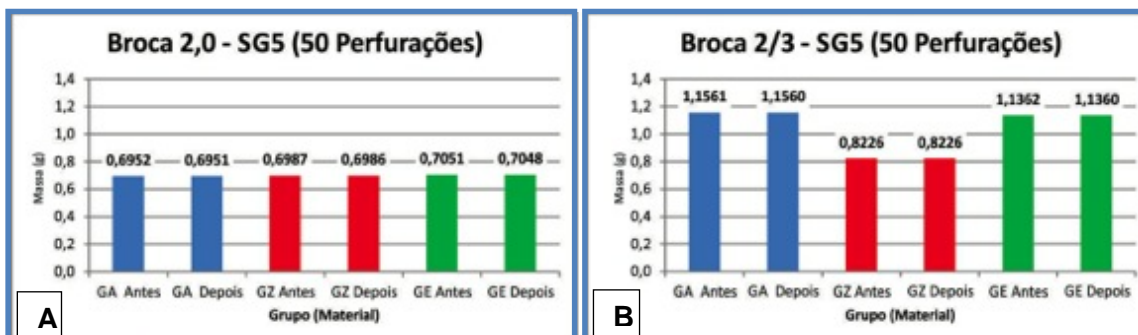 Broca 2,0 - SG5 (50 Perfurações)
1,4
1,2
1,0
0,8
0,6
0,4
0,2
0,0
Massa (g)
0,6952 0,6951 0,6987 0,6986 0,7051 0,7048
GA Antes GA Depois GZ Antes GZ Depois GE Antes GE Depois
Grupo (Material)
A
Broca 2/3 - SG5 (50 Perfurações)
1,4
1,2
1,0
0,8
0,6
0,4
0,2
0,0
Massa (g)
1,1561 1,1560 0,8226 0,8226 1,1362 1,1360
GA Antes GA Depois GZ Antes GZ Depois GE Antes GE Depois
Grupo (Material)
B